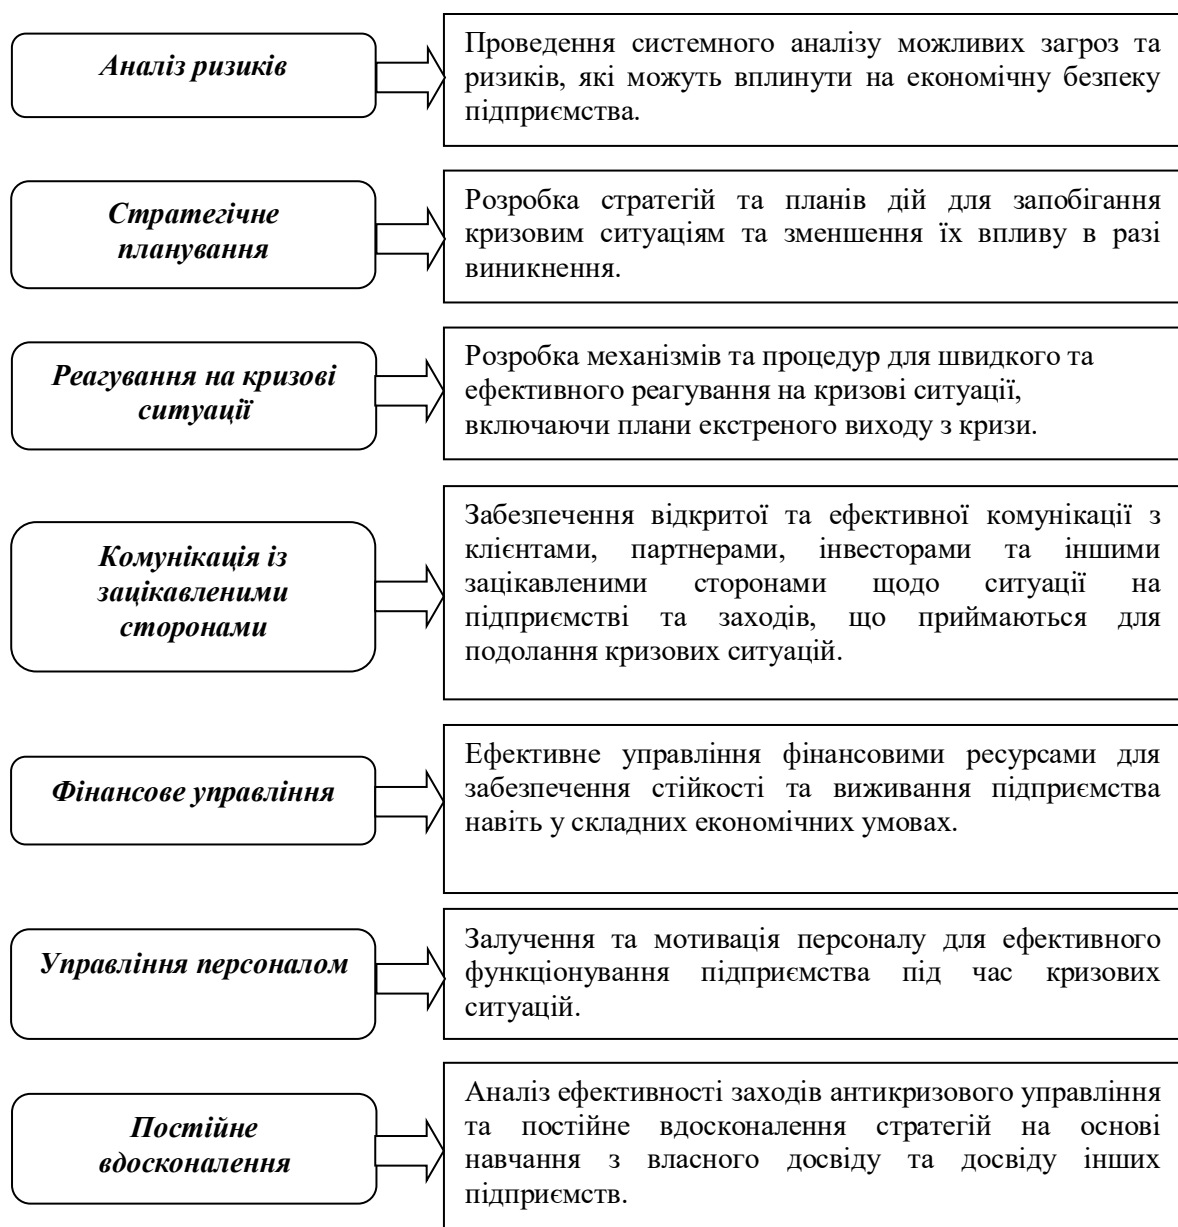 Аналіз ризиків
Проведення системного аналізу можливих загроз та
ризиків, які можуть вплинути на економічну безпеку
підприємства.
Стратегічне
планування
Розробка стратегій та планів дій для запобігання
кризовим ситуаціям та зменшення їх впливу в разі
виникнення.
Реагування на кризові
ситуації
Розробка механізмів та процедур для швидкого та
ефективного реагування на кризові ситуації,
включаючи плани екстреного виходу з кризи.
Комунікація із
зацікавленими
сторонами
Забезпечення відкритої та ефективної комунікації з
клієнтами, партнерами, інвесторами та іншими
зацікавленими сторонами щодо ситуації на
підприємстві та заходів, що приймаються для
подолання кризових ситуацій.
Фінансове управління
Ефективне управління фінансовими ресурсами для
забезпечення стійкості та виживання підприємства
навіть у складних економічних умовах.
Управління персоналом
Залучення та мотивація персоналу для ефективного
функціонування підприємства під час кризових
ситуацій.
Постійне
вдосконалення
Аналіз ефективності заходів антикризового управління
та постійне вдосконалення стратегій на основі
навчання з власного досвіду та досвіду інших
підприємств.